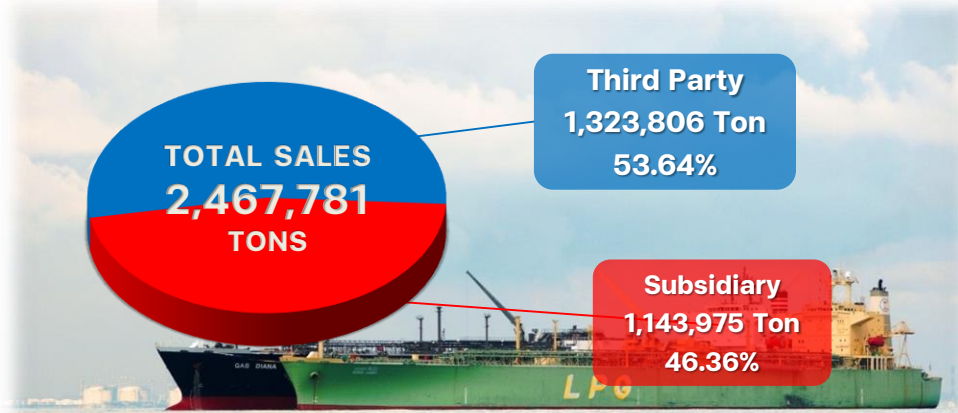 TOTAL SALES
2,467,781
TONS
Third Party
1,323,806 Ton
53.64%
Subsidiary
1,143,975 Ton
46.36%
GAS DIANA
LPG